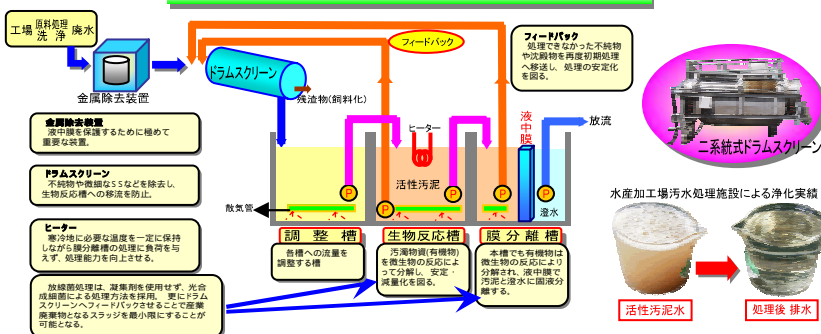 工場 原料処理 廃水
洗 浄
金属除去装置
ドラムスクリーン
残渣物(飼料化)
フィードバック
フィードバック
処理できなかった不純物
や沈殿物を再度初期処理
へ移送し、処理の安定化
を図る。
二系統式ドラムスクリーン
金属除去装置
液中膜を保護するために極めて
重要な装置。
ドラムスクリーン
不純物や微細なSSなどを除去し、
生物反応槽への移流を防止。
ヒーター
寒冷地に必要な温度を一定に保持
しながら膜分離槽の処理に負荷を与
えず、処理能力を向上させる。
放線菌処理は、凝集剤を使用せず、光合
成細菌による処理方法を採用。 更にドラム
スクリーンへフィードバックさせることで産業
廃棄物となるスラッジを最小限にすることが
可能となる。
ヒーター
液中膜
放流
活性汚泥
散気管
P
P
P
P
P
澄水
調整槽
生物反応槽
膜分離槽
各槽への流量を
調整する槽
汚濁物質(有機物)
を微生物の反応によ
って分解し、安定・
減量化を図る。
本槽でも有機物は
微生物の反応により
分解され、液中膜で
汚泥と澄水に固液分
離する。
水産加工場汚水処理施設による浄化実績
活性汚泥水
処理後 排水